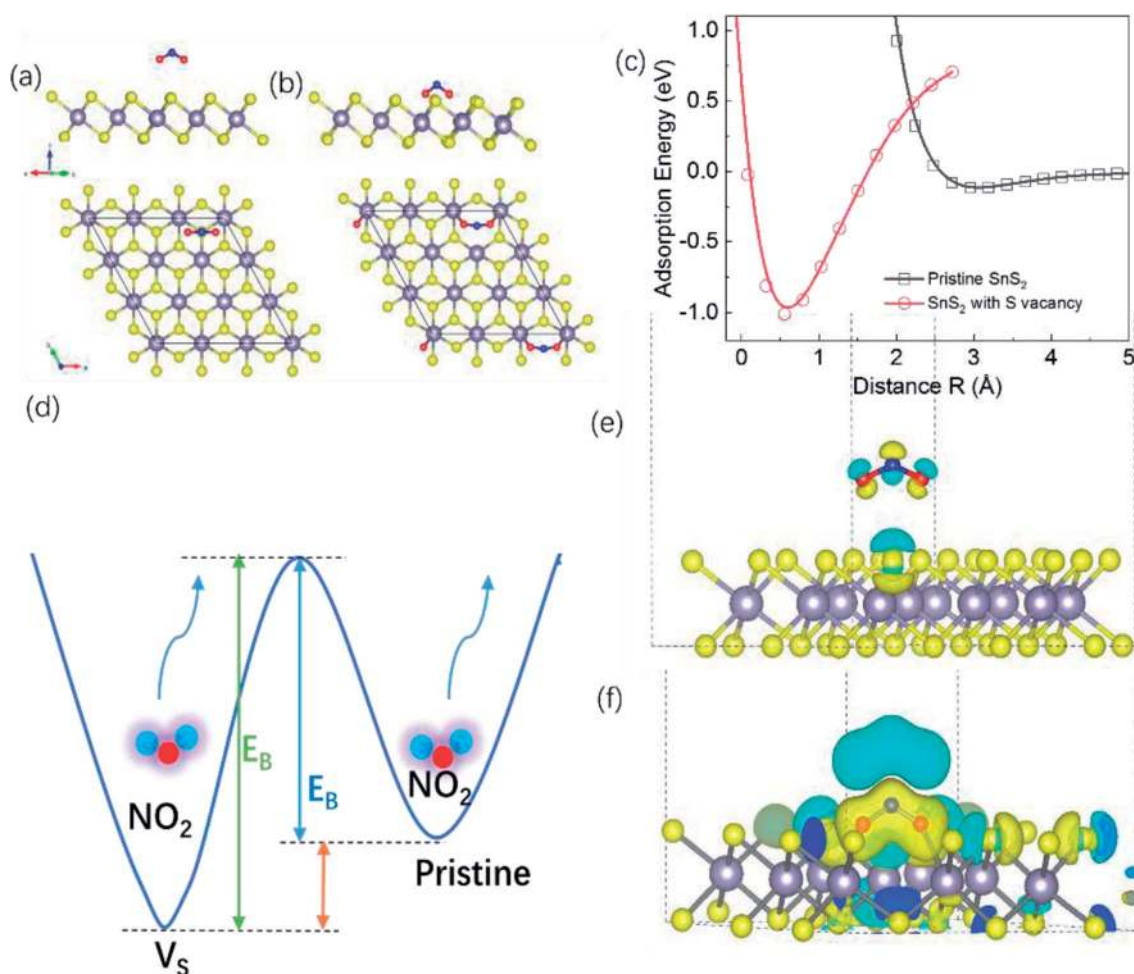 (a)
(b)
(c)
Adsorption Energy (eV)
1.0
0.5
0.0
-0.5
-1.0
Pristine SnS₂
SnS₂ with S vacancy
0 1 2 3 4 5
Distance R (Å)
(d)
E_B
E_B
NO₂
NO₂
Pristine
V_S
(e)
(f)